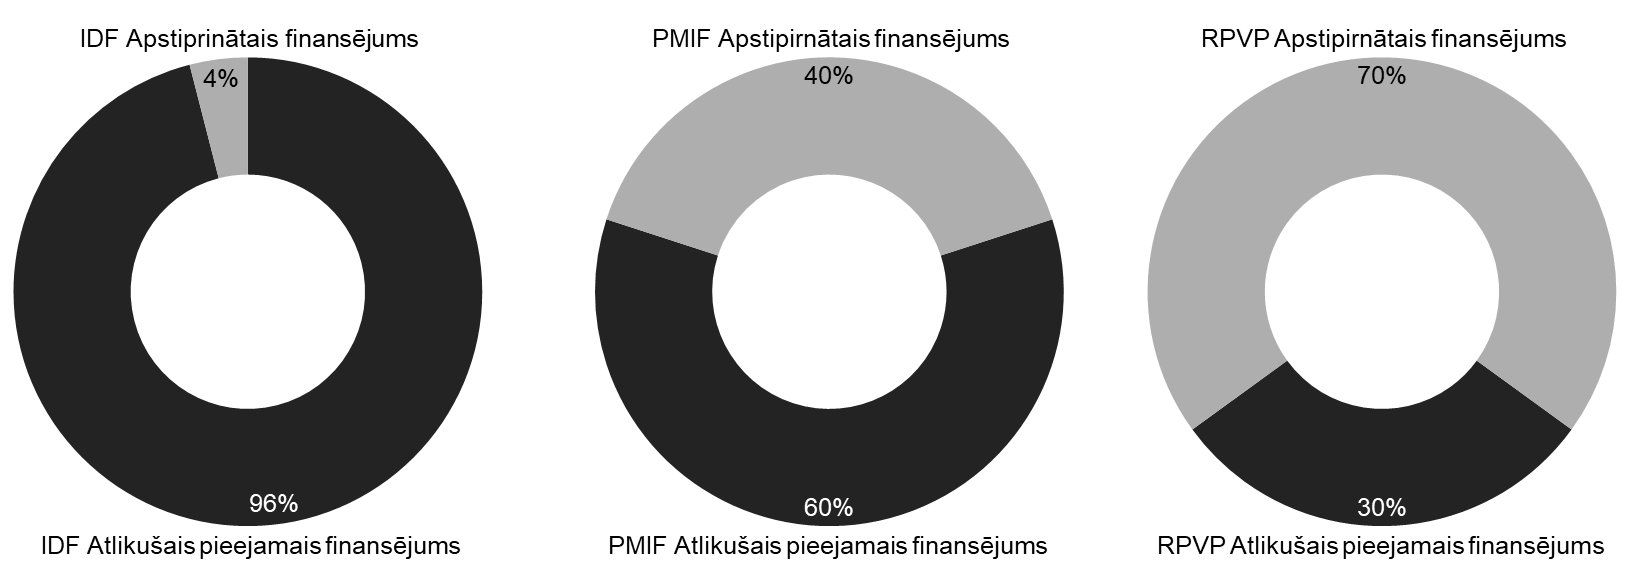 IDF Apstiprinātais finansējums
4%
96%
IDF Atlikušais pieejamais finansējums
PMIF Apstipirnātais finansējums
40%
60%
PMIF Atlikušais pieejamais finansējums
RPVP Apstipirnātais finansējums
70%
30%
RPVP Atlikušais pieejamais finansējums